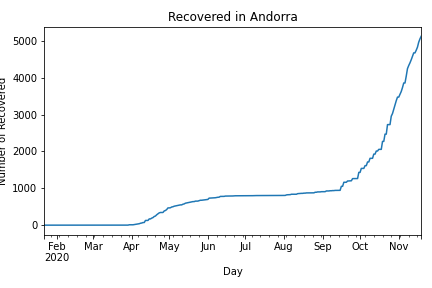 Recovered in Andorra
Number of Recovered
5000
4000
3000
2000
1000
0
Feb Mar Apr May Jun Jul Aug Sep Oct Nov
2020
Day